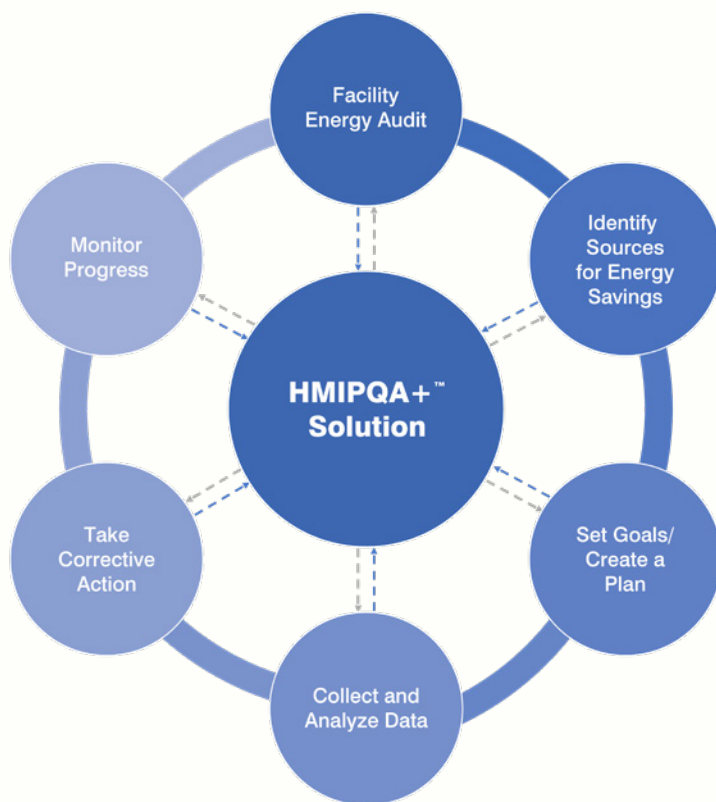 Facility
Energy Audit
Identify
Sources
for Energy
Savings
Set Goals/
Create a
Plan
Collect and
Analyze Data
Take
Corrective
Action
Monitor
Progress
HMIPQA+™
Solution